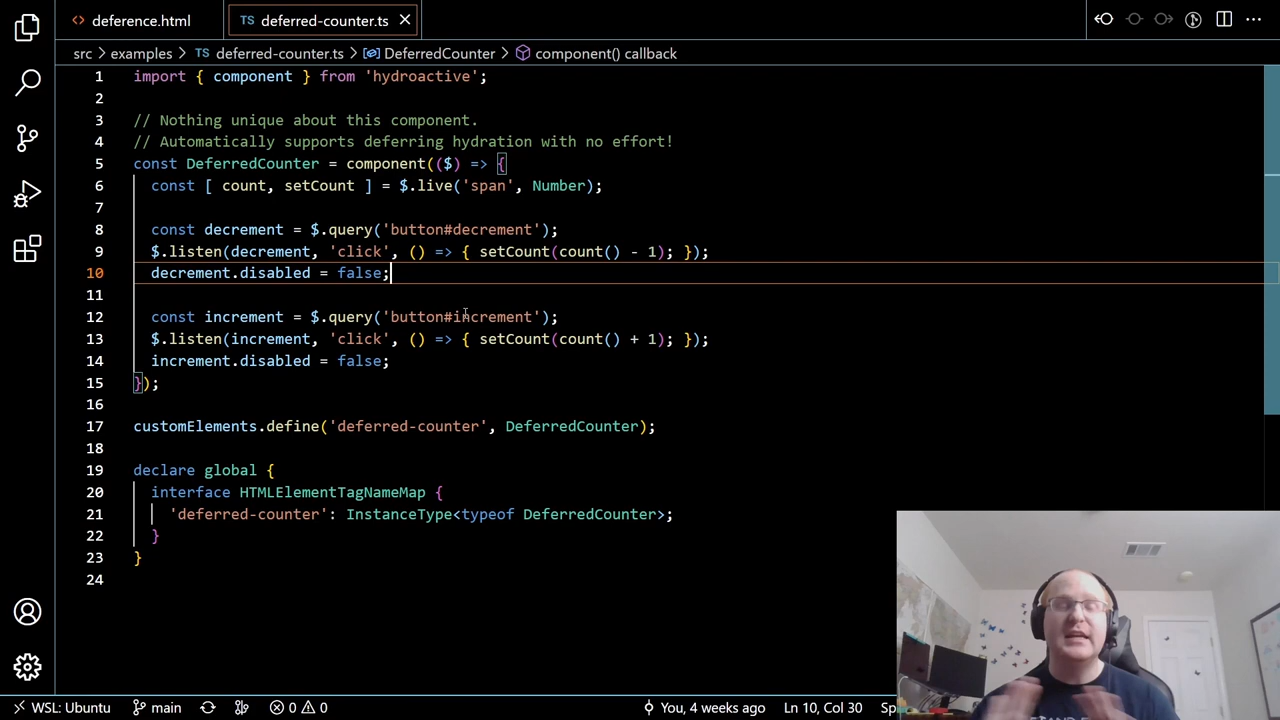 deference.html
TS deferred-counter.ts
src > examples > TS deferred-counter.ts > DeferredCounter > component() callback
1 import { component } from 'hydroactive';
2
3 // Nothing unique about this component.
4 // Automatically supports deferring hydration with no effort!
5 const DeferredCounter = component(($) => {
6 const [ count, setCount ] = $.live('span', Number);
7
8 const decrement = $.query('button#decrement');
9 $.listen(decrement, 'click', () => { setCount(count() - 1); });
10 decrement.disabled = false;
11
12 const increment = $.query('button#increment');
13 $.listen(increment, 'click', () => { setCount(count() + 1); });
14 increment.disabled = false;
15 });
16
17 customElements.define('deferred-counter', DeferredCounter);
18
19 declare global {
20 interface HTMLElementTagNameMap {
21 'deferred-counter': InstanceType<typeof DeferredCounter>;
22 }
23 }
24
WSL: Ubuntu main 0 0 You, 4 weeks ago Ln 10, Col 30